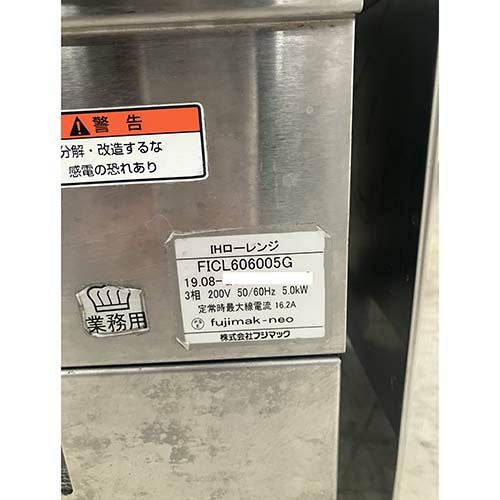 警告
分解・改造するな
感電の恐れあり
IHローレンジ
FICL606005G
19.08-
3相 200V 50/60Hz 5.0kW
定常時最大線電流 16.2A
fujimak-neo
株式会社フジマック
業務用